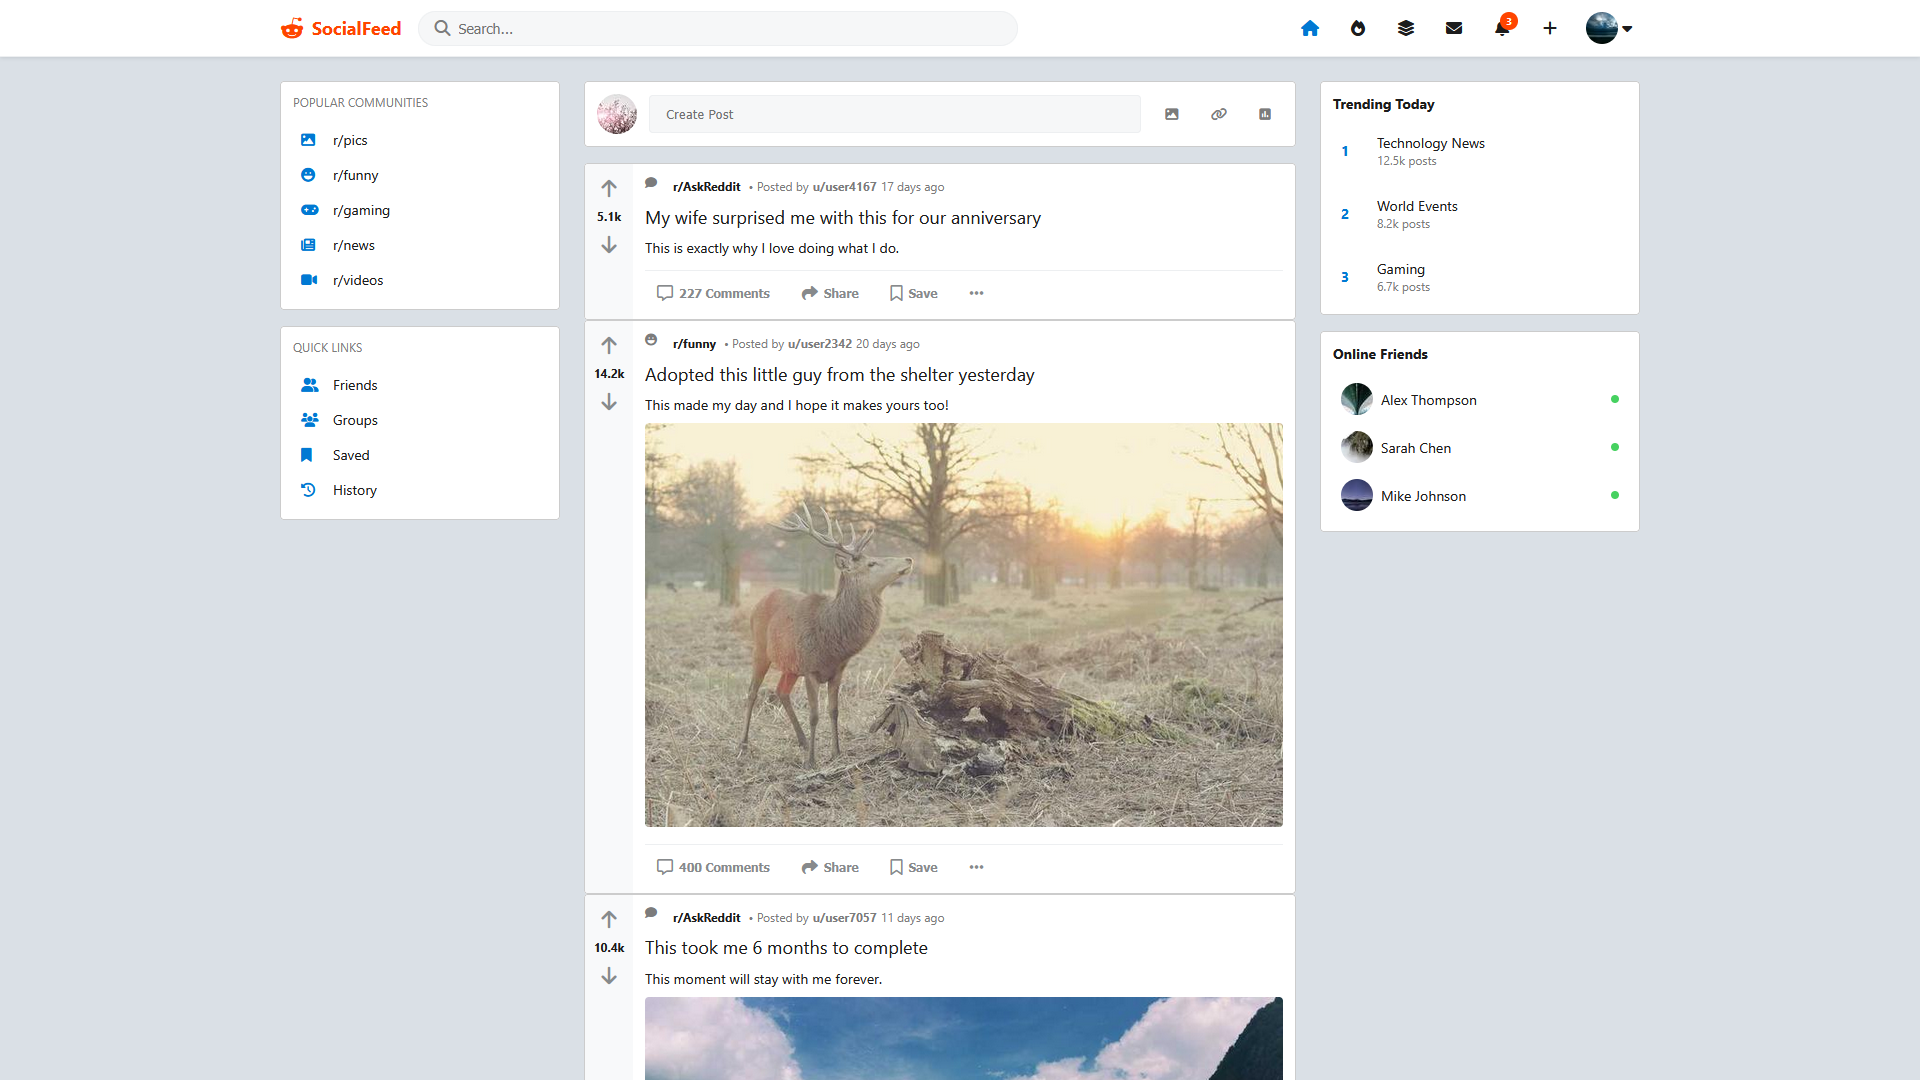 SocialFeed
Search...
3
POPULAR COMMUNITIES
r/pics
r/funny
r/gaming
r/news
r/videos
QUICK LINKS
Friends
Groups
Saved
History
Create Post
5.1k
r/AskReddit • Posted by u/user4167 17 days ago
My wife surprised me with this for our anniversary
This is exactly why I love doing what I do.
227 Comments Share Save
14.2k
r/funny • Posted by u/user2342 20 days ago
Adopted this little guy from the shelter yesterday
This made my day and I hope it makes yours too!
400 Comments Share Save
10.4k
r/AskReddit • Posted by u/user7057 11 days ago
This took me 6 months to complete
This moment will stay with me forever.
Trending Today
1
Technology News
12.5k posts
2
World Events
8.2k posts
3
Gaming
6.7k posts
Online Friends
Alex Thompson
Sarah Chen
Mike Johnson